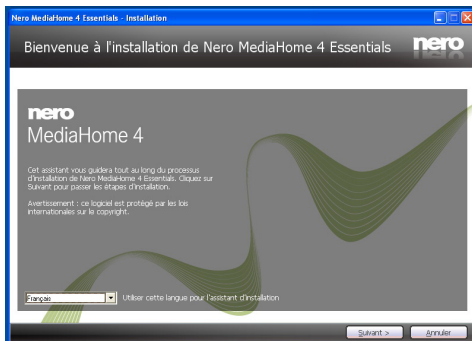 Nero MediaHome 4 Essentials - Installation
Bienvenue à l'installation de Nero MediaHome 4 Essentials
nero
nero
MediaHome 4
Cet assistant vous guidera tout au long du processus
d'installation de Nero MediaHome 4 Essentials. Cliquez sur
Suivant pour passer les étapes d'installation.
Avertissement : ce logiciel est protégé par les lois
internationales sur le copyright.
Français
Utiliser cette langue pour l'assistant d'installation
Suivant >
Annuler